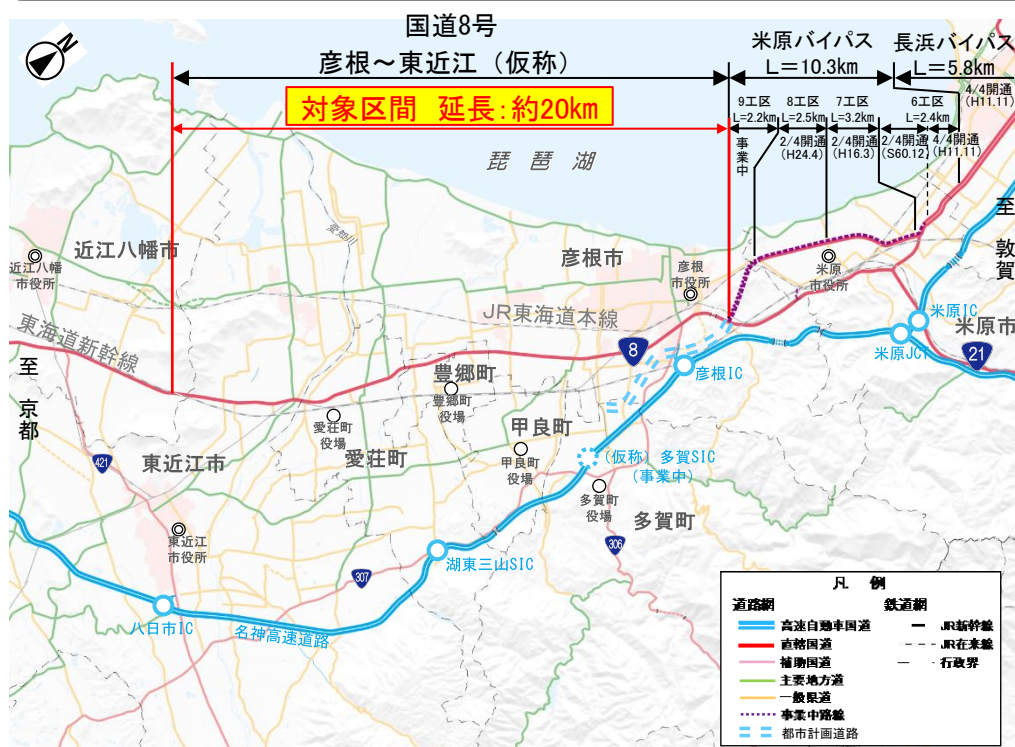 N
国道8号
彦根～東近江（仮称）
対象区間 延長：約20km
米原バイパス
L＝10.3km
長浜バイパス
L＝5.8km
4/4開通
(H11.11)
9工区
L=2.2km
事業中
8工区
L=2.5km
2/4開通
(H24.4)
7工区
L=3.2km
2/4開通
(H16.3)
6工区
L=2.4km
2/4開通
(S60.12)
4/4開通
(H11.11)
琵琶湖
至 敦賀
愛知川
近江八幡市
近江八幡
市役所
彦根市
彦根
市役所
米原
市役所
JR東海道本線
東海道新幹線
米原IC
米原市
米原JCT
21
8
彦根IC
至 京都
豊郷町
豊郷町
役場
愛荘町
役場
愛荘町
甲良町
甲良町
役場
（仮称）多賀SIC
（事業中）
多賀町
役場
多賀町
421
東近江市
東近江
市役所
306
307
湖東三山SIC
八日市IC
名神高速道路
凡 例
道路網
鉄道網
高速自動車国道
JR新幹線
直轄国道
JR在来線
補助国道
行政界
主要地方道
一般県道
事業中路線
都市計画道路